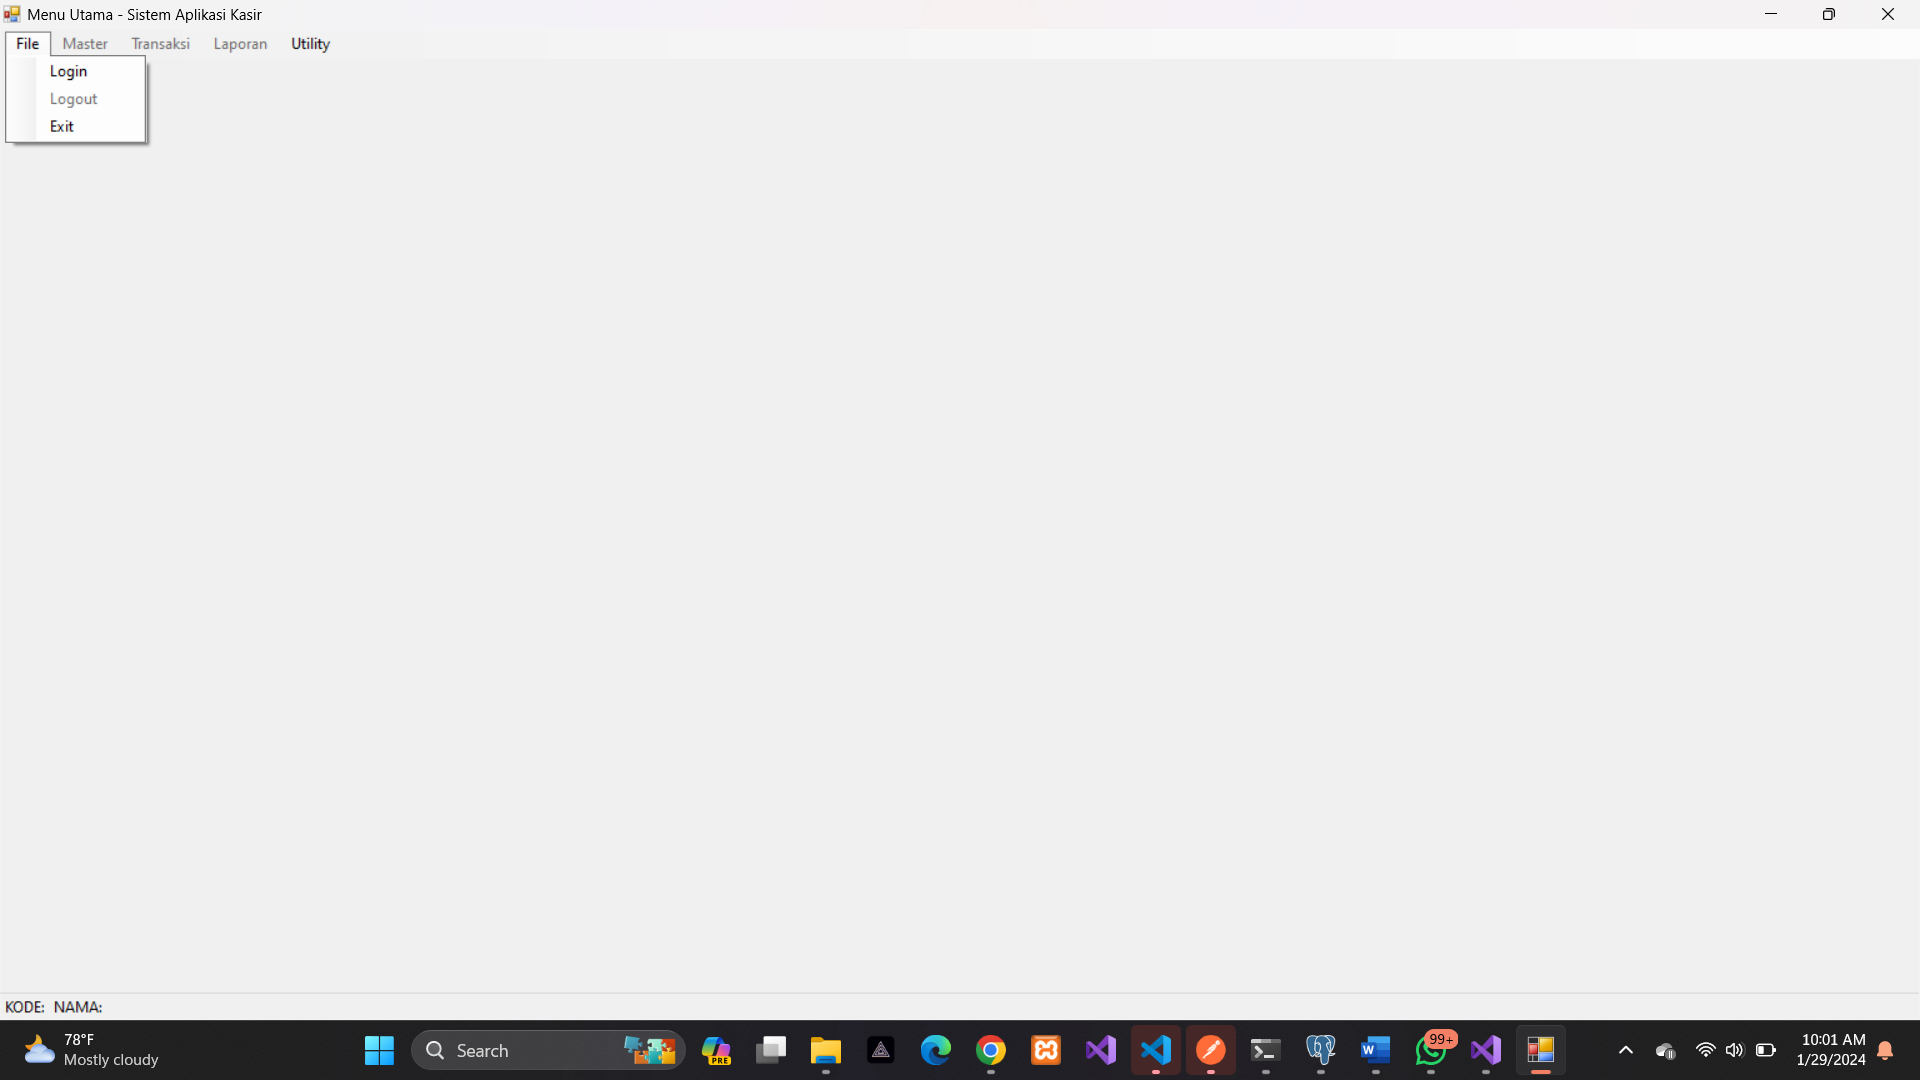 Menu Utama - Sistem Aplikasi Kasir
File Master Transaksi Laporan Utility
Login
Logout
Exit
KODE: NAMA:
78°F
Mostly cloudy
Search
PRE
99+
10:01 AM
1/29/2024